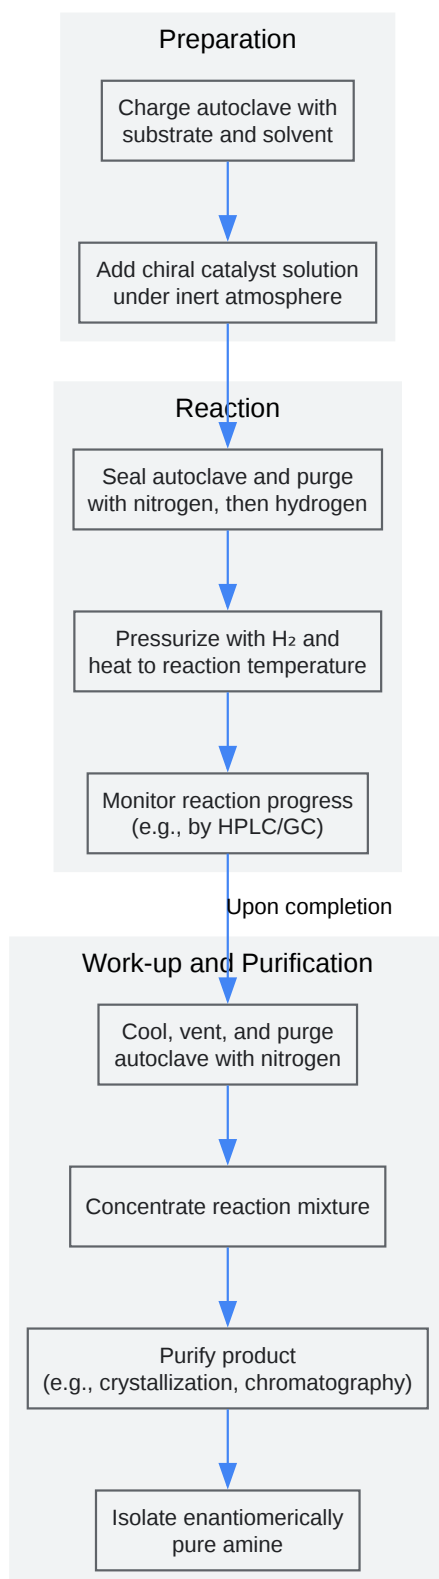 Preparation
Charge autoclave with
substrate and solvent
Add chiral catalyst solution
under inert atmosphere
Reaction
Seal autoclave and purge
with nitrogen, then hydrogen
Pressurize with H₂ and
heat to reaction temperature
Monitor reaction progress
(e.g., by HPLC/GC)
Upon completion
Work-up and Purification
Cool, vent, and purge
autoclave with nitrogen
Concentrate reaction mixture
Purify product
(e.g., crystallization, chromatography)
Isolate enantiomerically
pure amine